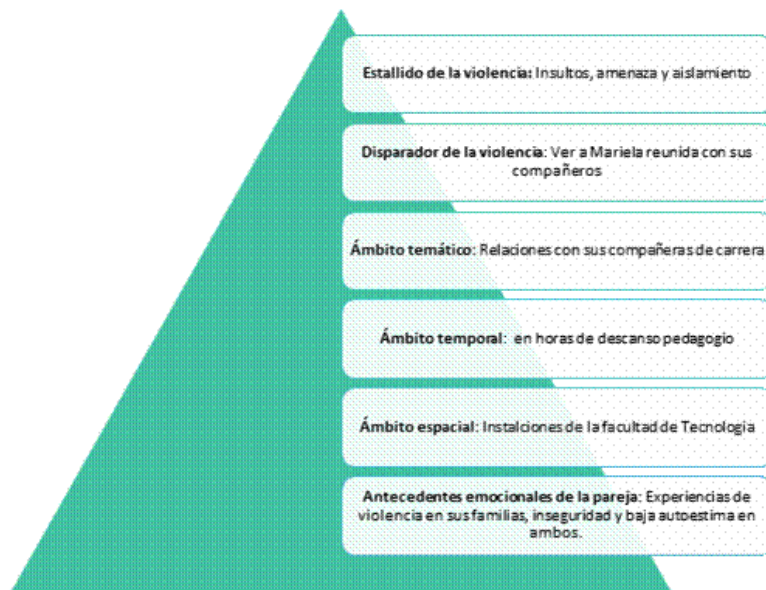 Estallido de la violencia: Insultos, amenaza y aislamiento
Disparador de la violencia: Ver a Mariela reunida con sus
compañeros
Ámbito temático: Relaciones con sus compañeras de carrera
Ámbito temporal: en horas de descanso pedagogio
Ámbito espacial: Instalciones de la facultad de Tecnologia
Antecedentes emocionales de la pareja: Experiencias de
violencia en sus familias, inseguridad y baja autoestima en
ambos.